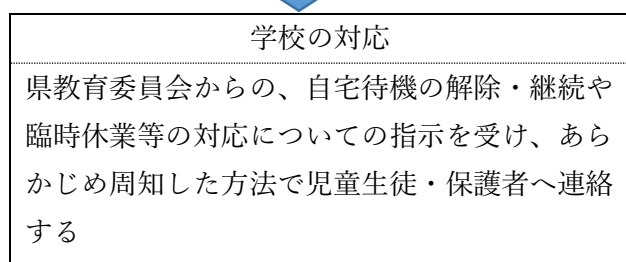 学校の対応
県教育委員会からの、自宅待機の解除・継続や
臨時休業等の対応についての指示を受け、あら
かじめ周知した方法で児童生徒・保護者へ連絡
する